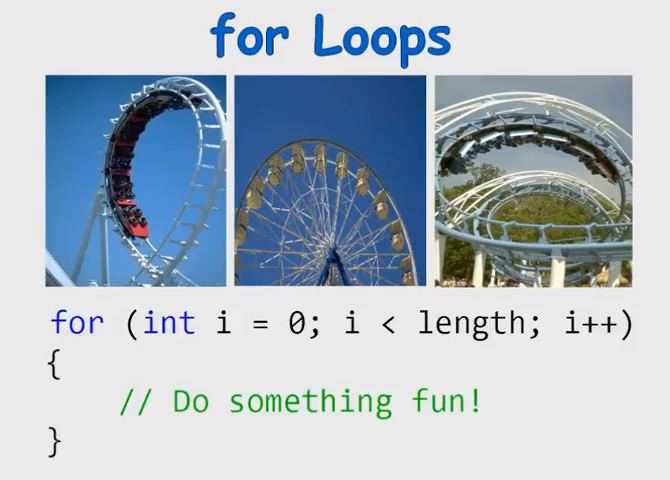 for Loops
for (int i = 0; i < length; i++)
{
// Do something fun!
}